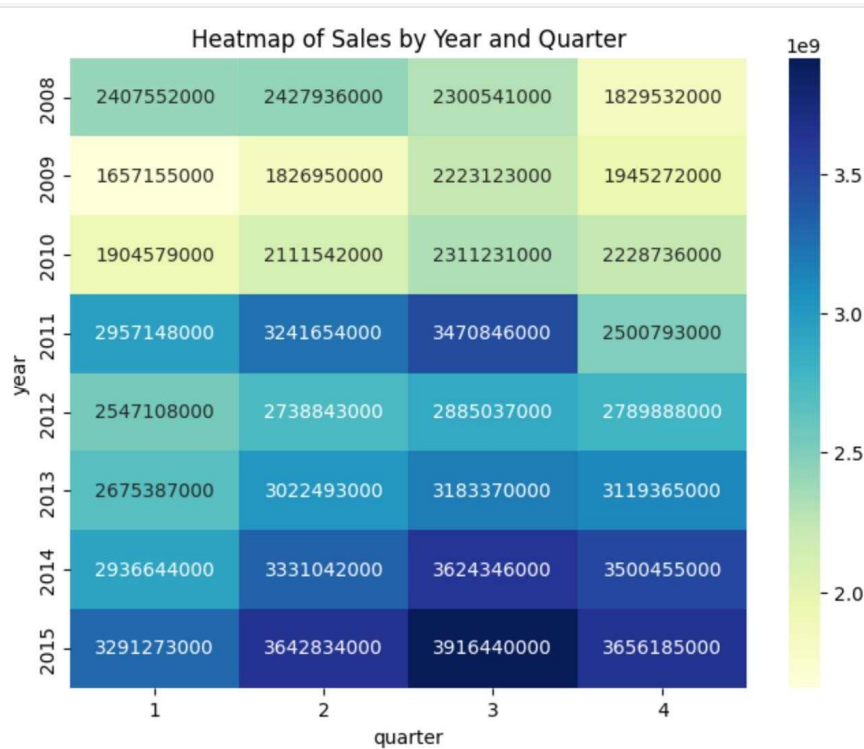 Heatmap of Sales by Year and Quarter
1e9
2008 2407552000 2427936000 2300541000 1829532000
2009 1657155000 1826950000 2223123000 1945272000
3.5
2010 1904579000 2111542000 2311231000 2228736000
3.0
2011 2957148000 3241654000 3470846000 2500793000
year
2012 2547108000 2738843000 2885037000 2789888000
2.5
2013 2675387000 3022493000 3183370000 3119365000
2014 2936644000 3331042000 3624346000 3500455000
2.0
2015 3291273000 3642834000 3916440000 3656185000
1 2 3 4
quarter